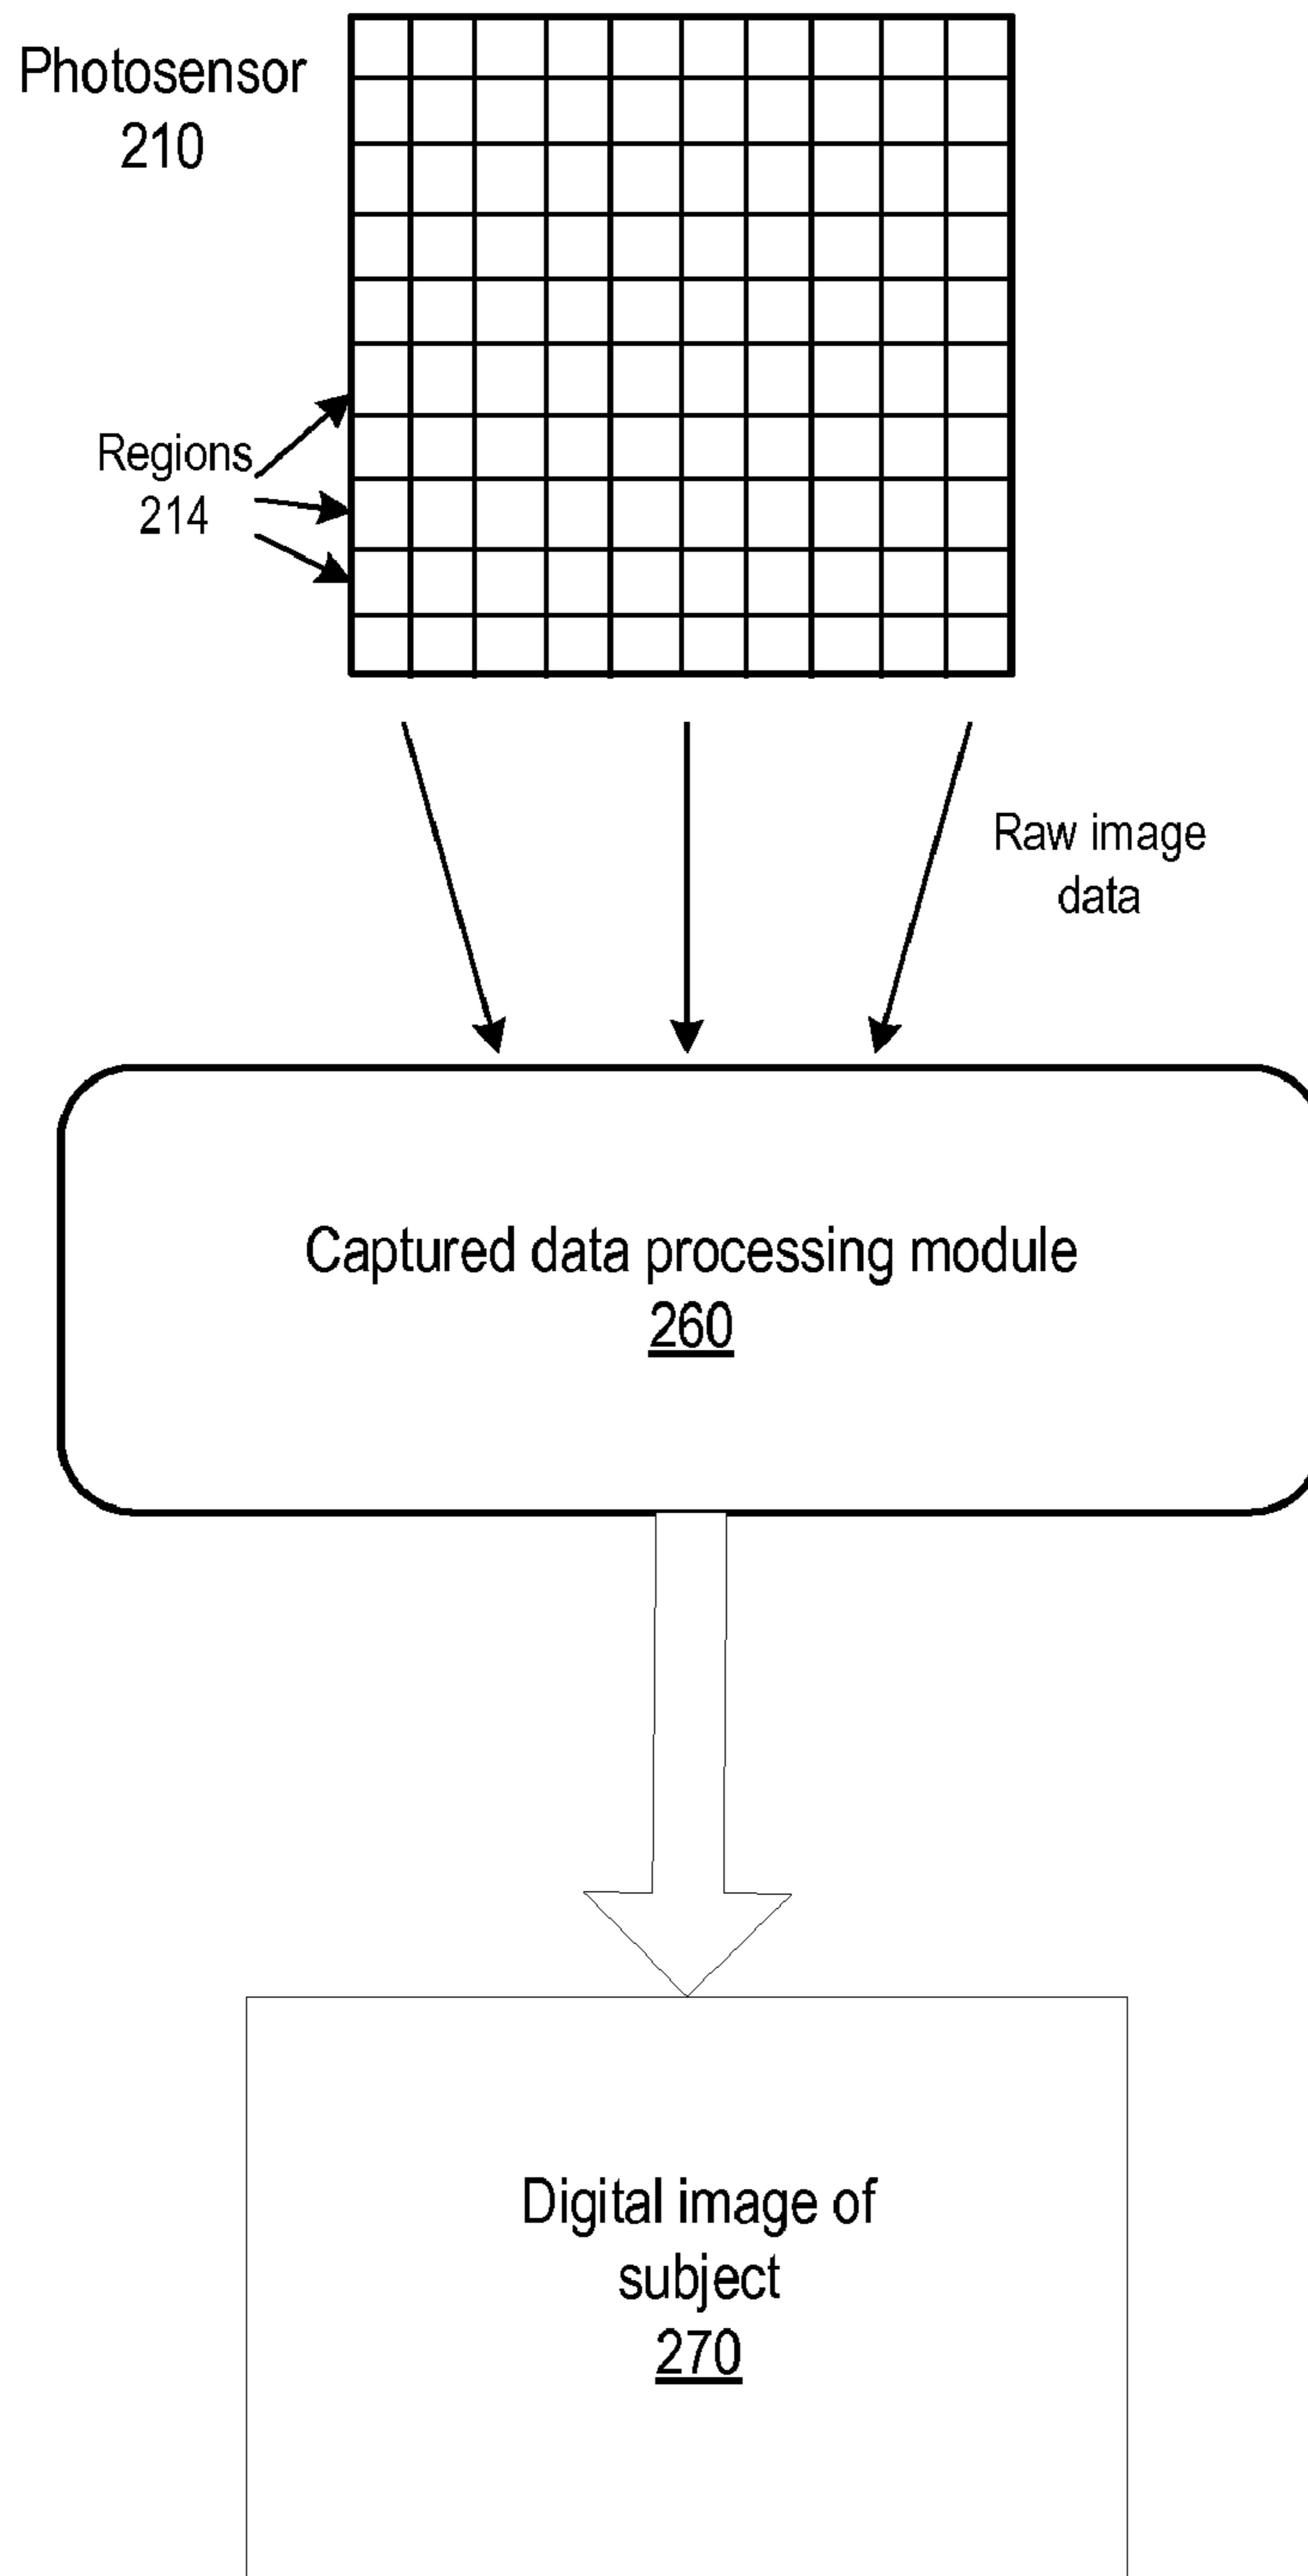 Photosensor
210
Regions
214
Raw image
data
Captured data processing module
260
Digital image of
subject
270